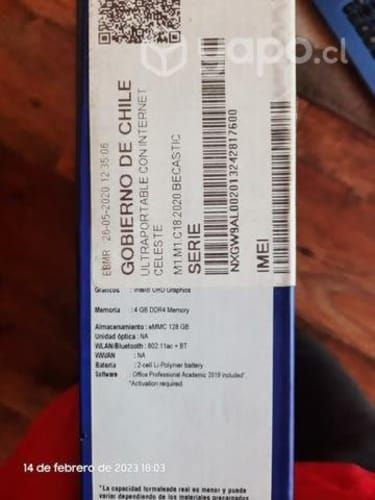 apo.cl
EBMR 26-05-2020 12:35:06
GOBIERNO DE CHILE
ULTRAPORTABLE CON INTERNET
CELESTE
M1.M1.C18.2020 BECASTIC
SERIE
NXGW9AL002013242817600
IMEI
Gráficos : Intel® UHD Graphics
Memoria : 4 GB DDR4 Memory
Almacenamiento : eMMC 128 GB
Unidad óptica : NA
WLAN/Bluetooth : 802.11ac + BT
WWAN : NA
Batería : 2-cell Li-Polymer battery
Software : Office Professional Academic 2019 included*
*Activation required
*La capacidad formateada real es menor y puede
variar dependiendo de los materiales precargados
14 de febrero de 2023 18:03